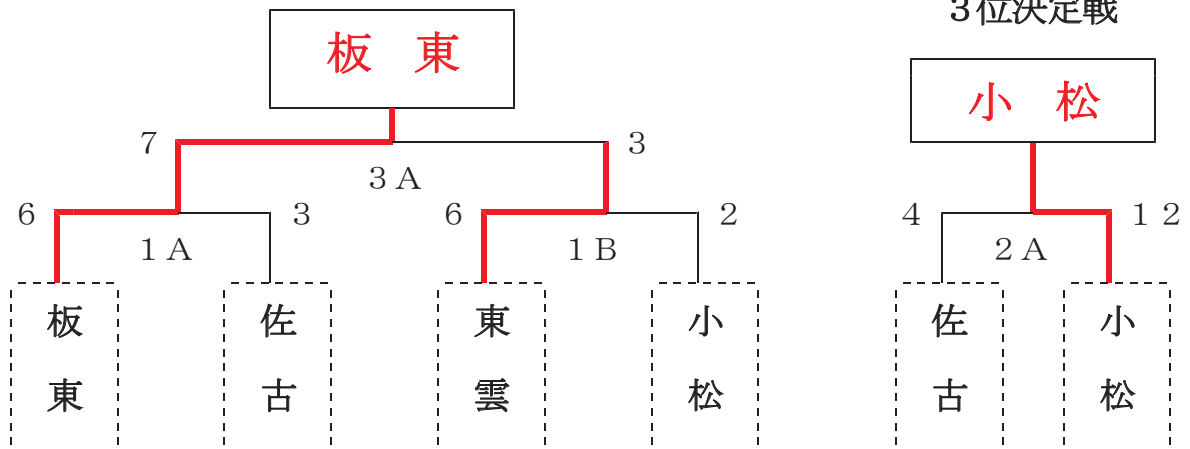 ３位決定戦
板　東
小　松
７
３
３Ａ
６
３
６
２
４
１２
１Ａ
１Ｂ
２Ａ
板東
佐古
東雲
小松
佐古
小松